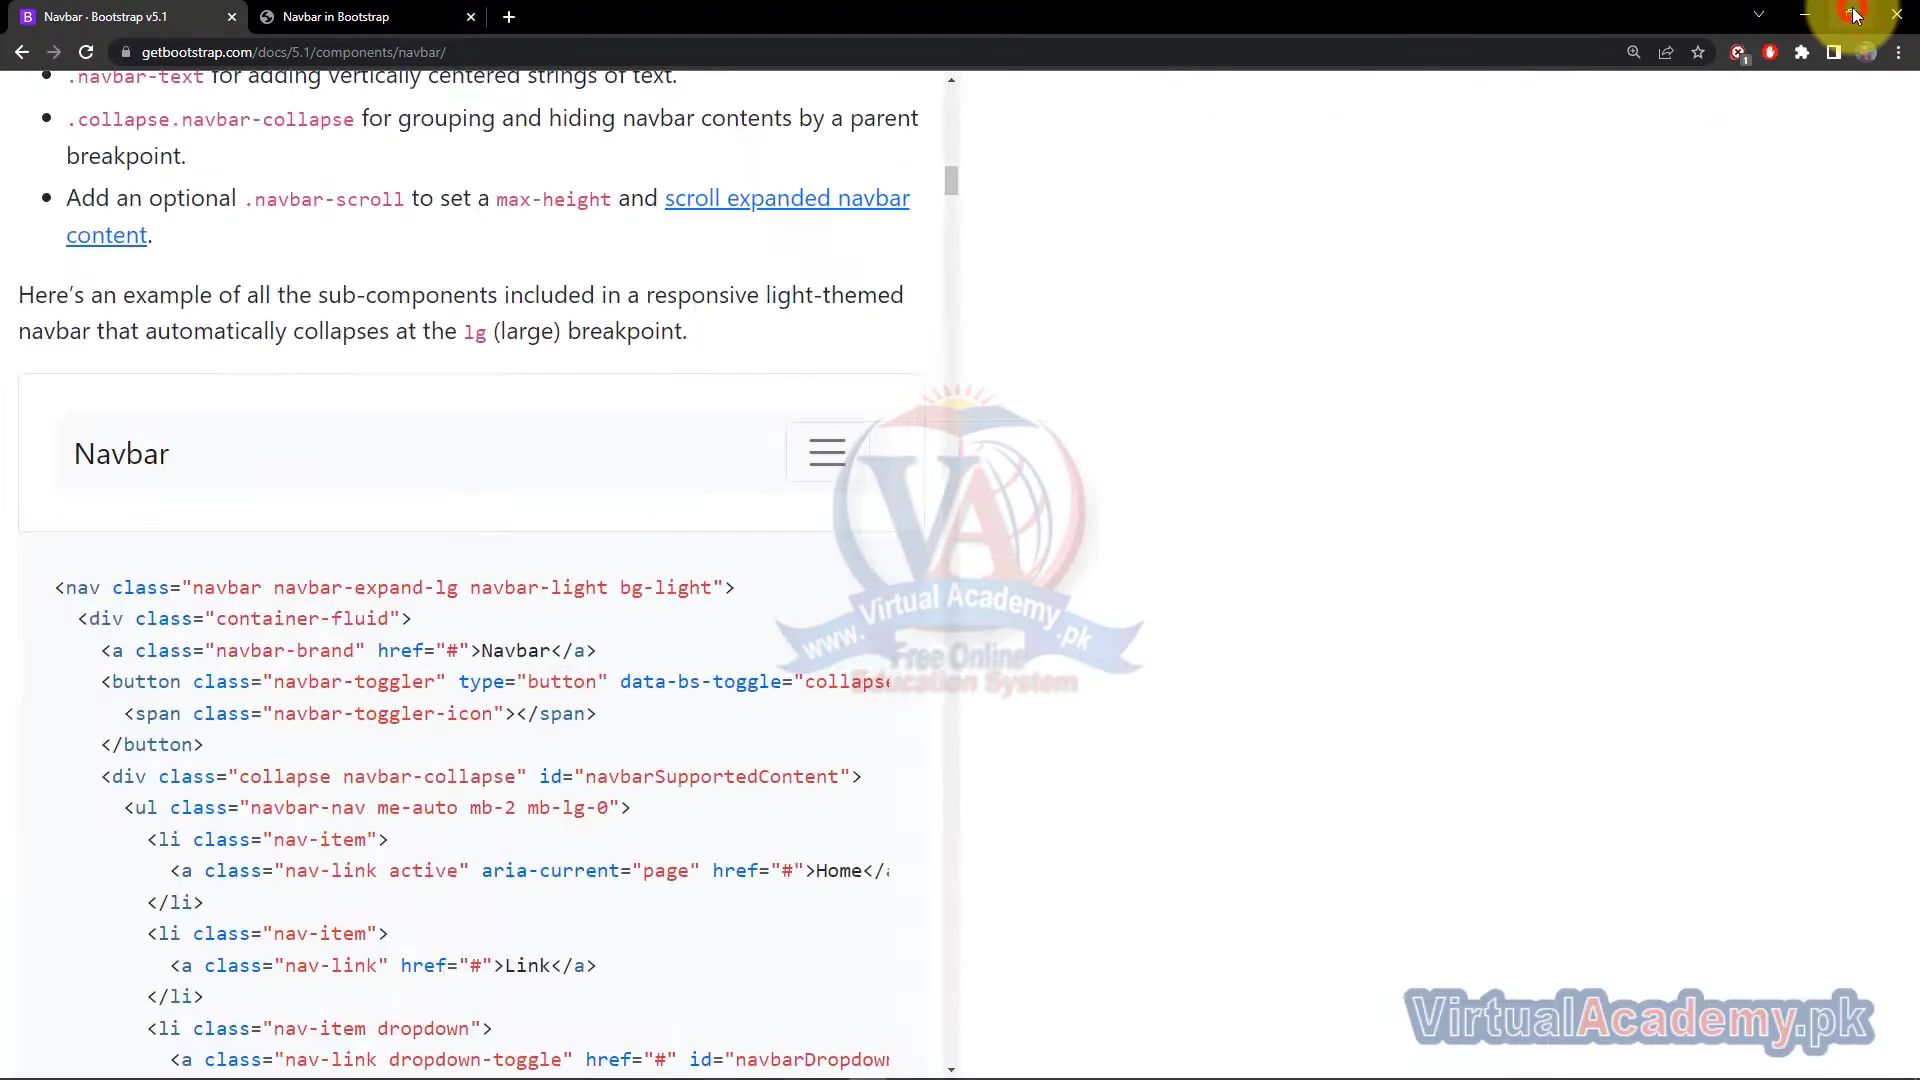 Navbar · Bootstrap v5.1
Navbar in Bootstrap
getbootstrap.com/docs/5.1/components/navbar/
1
.navbar-text for adding vertically centered strings of text.
.collapse.navbar-collapse for grouping and hiding navbar contents by a parent
breakpoint.
Add an optional .navbar-scroll to set a max-height and scroll expanded navbar
content.
Here’s an example of all the sub-components included in a responsive light-themed
navbar that automatically collapses at the lg (large) breakpoint.
Navbar
<nav class="navbar navbar-expand-lg navbar-light bg-light">
<div class="container-fluid">
<a class="navbar-brand" href="#">Navbar</a>
<button class="navbar-toggler" type="button" data-bs-toggle="collapse
<span class="navbar-toggler-icon"></span>
</button>
<div class="collapse navbar-collapse" id="navbarSupportedContent">
<ul class="navbar-nav me-auto mb-2 mb-lg-0">
<li class="nav-item">
<a class="nav-link active" aria-current="page" href="#">Home</a
</li>
<li class="nav-item">
<a class="nav-link" href="#">Link</a>
</li>
<li class="nav-item dropdown">
<a class="nav-link dropdown-toggle" href="#" id="navbarDropdown
VA
www.Virtual Academy.pk
Free Online
Education System
VirtualAcademy.pk